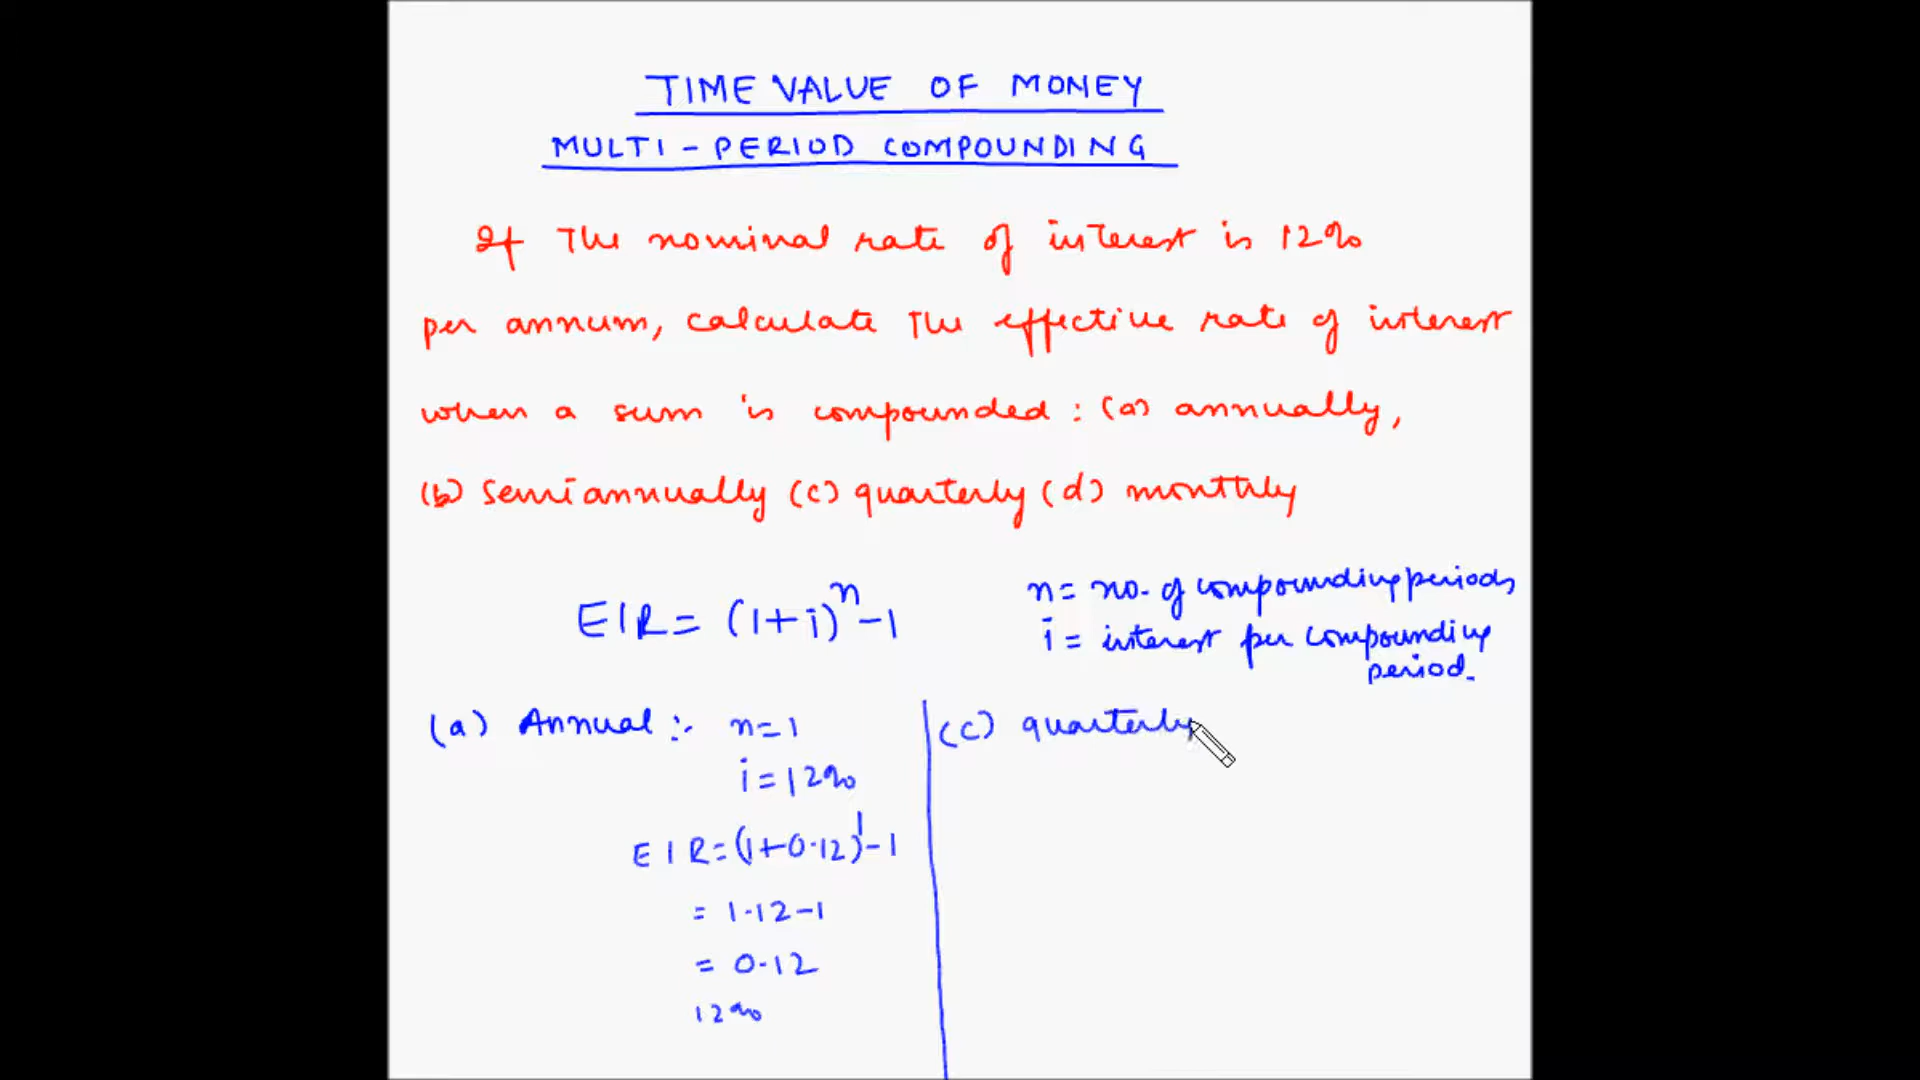 TIME VALUE OF MONEY
MULTI-PERIOD COMPOUNDING
If The nominal rate of interest is 12%
per annum, calculate The effective rate of interest
when a sum is compounded: (a) annually,
(b) semiannually (c) quarterly (d) monthly
EIR = (1+i)^n -1
n = no. of compounding periods
i = interest per compounding
period.
(a) Annual :- n=1
i = 12%
EIR = (1+0.12)^1 -1
= 1.12-1
= 0.12
12%
(c) quarterly